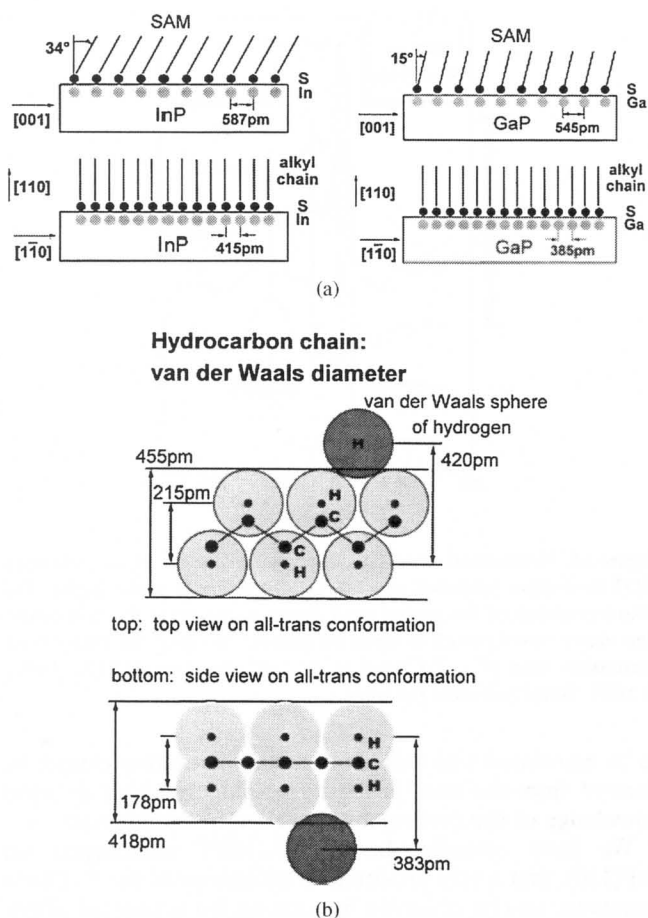 SAM
34°
S
In
InP
587pm
[001]
[110]
alkyl
chain
S
In
InP
415pm
[11̄0]
SAM
15°
S
Ga
GaP
545pm
[001]
[110]
alkyl
chain
S
Ga
GaP
385pm
[11̄0]
(a)
Hydrocarbon chain:
van der Waals diameter
van der Waals sphere
of hydrogen
H
455pm
420pm
215pm
H
C
C
H
top: top view on all-trans conformation
bottom: side view on all-trans conformation
H
C
H
178pm
418pm
383pm
(b)